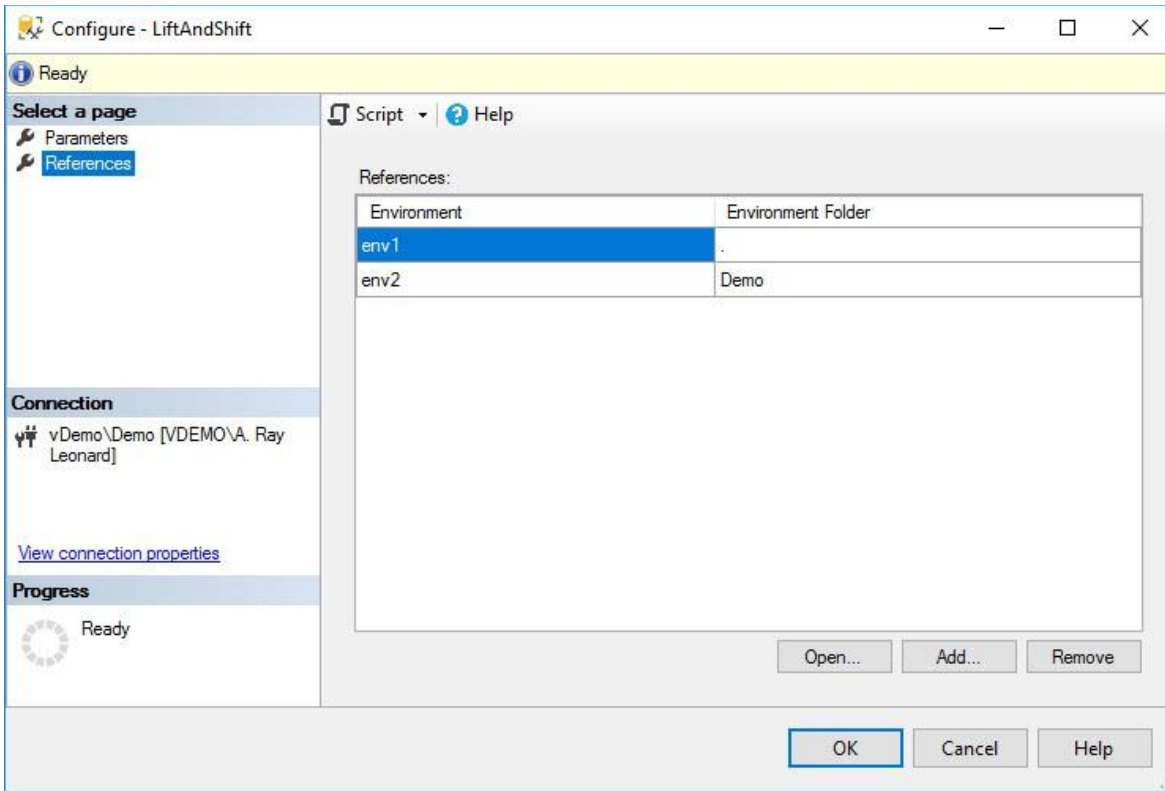 Configure - LiftAndShift
Ready
Select a page
Parameters
References
Script
Help
References:
Environment Environment Folder
env1 .
env2 Demo
Connection
vDemo\Demo [VDEMO\A. Ray
Leonard]
View connection properties
Progress
Ready
Open... Add... Remove
OK Cancel Help